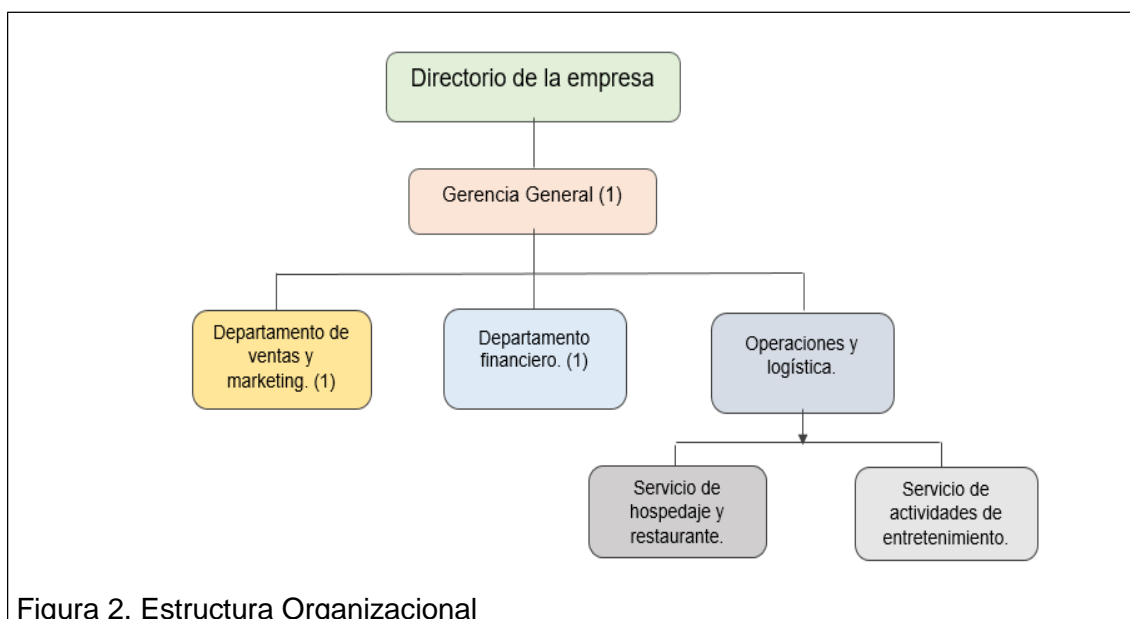 Directorio de la empresa
Gerencia General (1)
Departamento de
ventas y
marketing. (1)
Departamento
financiero. (1)
Operaciones y
logística.
Servicio de
hospedaje y
restaurante.
Servicio de
actividades de
entretenimiento.
Figura 2. Estructura Organizacional